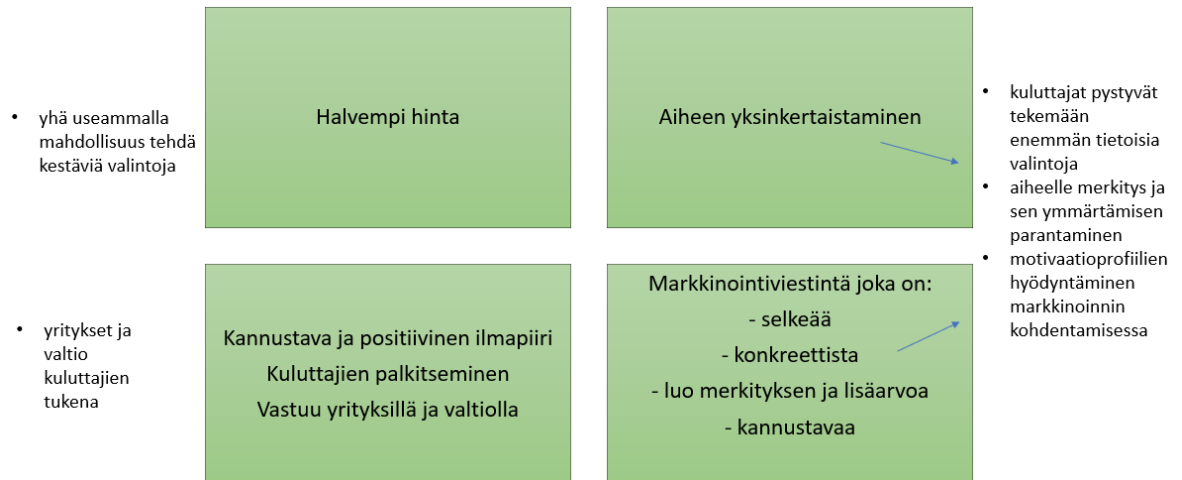 • yhä useammalla
mahdollisuus tehdä
kestäviä valintoja
Halvempi hinta
Aiheen yksinkertaistaminen
• kuluttajat pystyvät
tekemään
enemmän tietoisia
valintoja
• aiheelle merkitys ja
sen ymmärtämisen
parantaminen
• motivaatioprofiilien
hyödyntäminen
markkinoinnin
kohdentamisessa
• yritykset ja
valtio
kuluttajien
tukena
Kannustava ja positiivinen ilmapiiri
Kuluttajien palkitseminen
Vastuu yrityksillä ja valtiolla
Markkinointiviestintä joka on:
- selkeää
- konkreettista
- luo merkityksen ja lisäarvoa
- kannustavaa